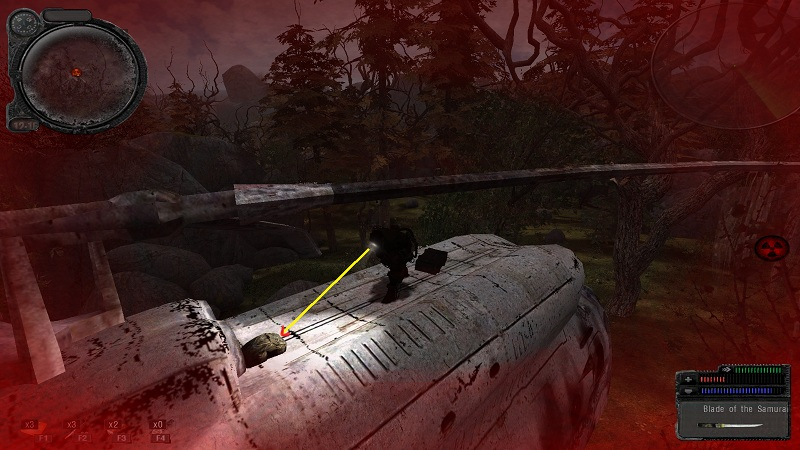 x3 x3 x2 x0
F1 F2 F3 F4
Blade of the Samurai